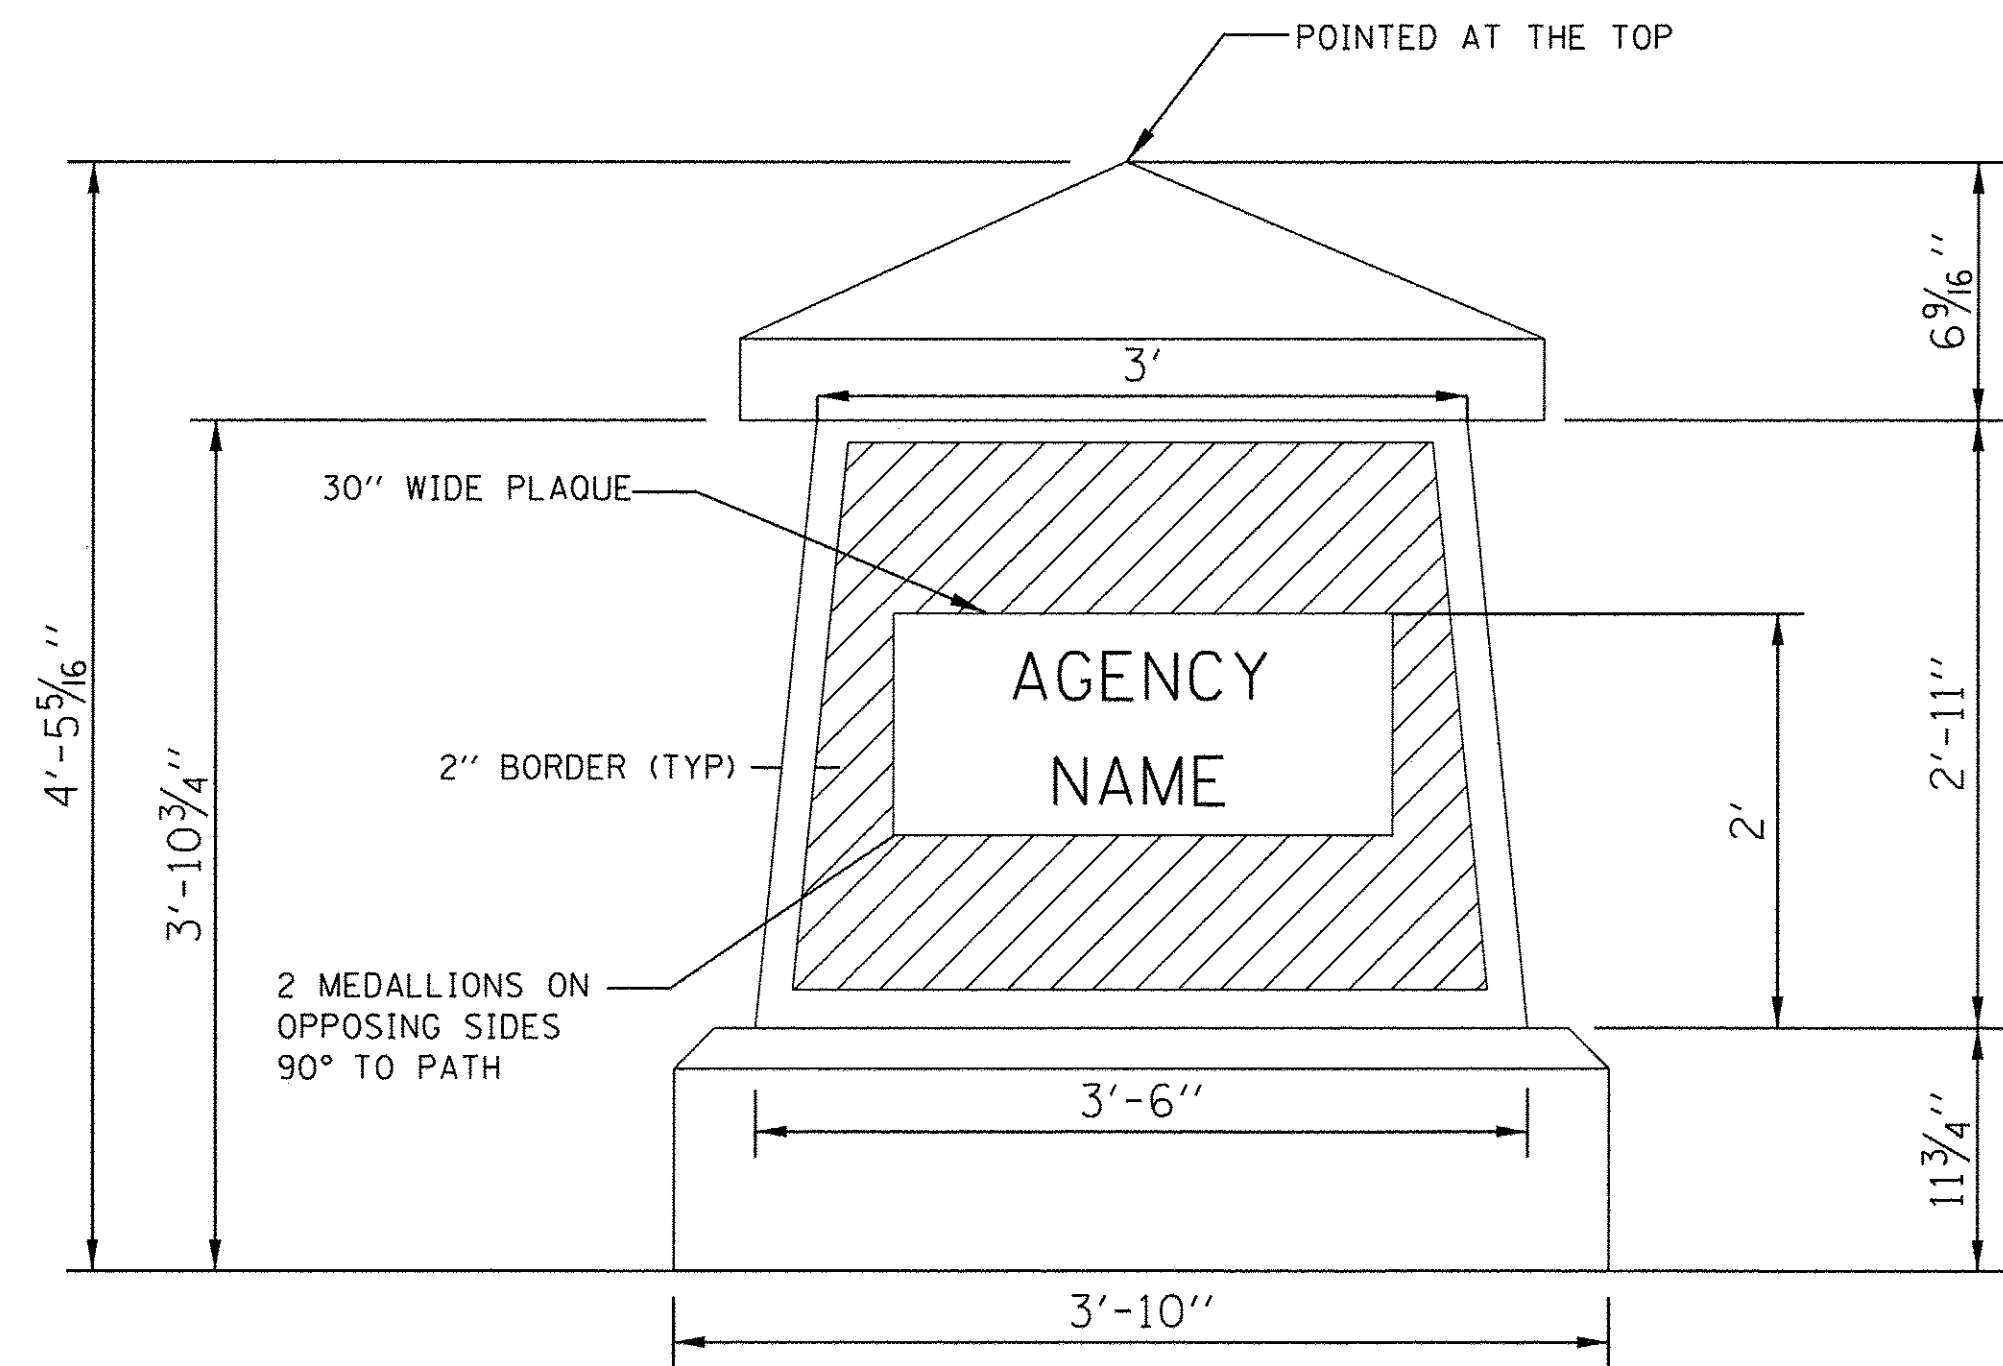 POINTED AT THE TOP
6 9/16''
3'
30'' WIDE PLAQUE
AGENCY
NAME
4'-5 5/16''
3'-10 3/4''
2'' BORDER (TYP)
2'
2'-11''
2 MEDALLIONS ON
OPPOSING SIDES
90° TO PATH
3'-6''
11 3/4''
3'-10''